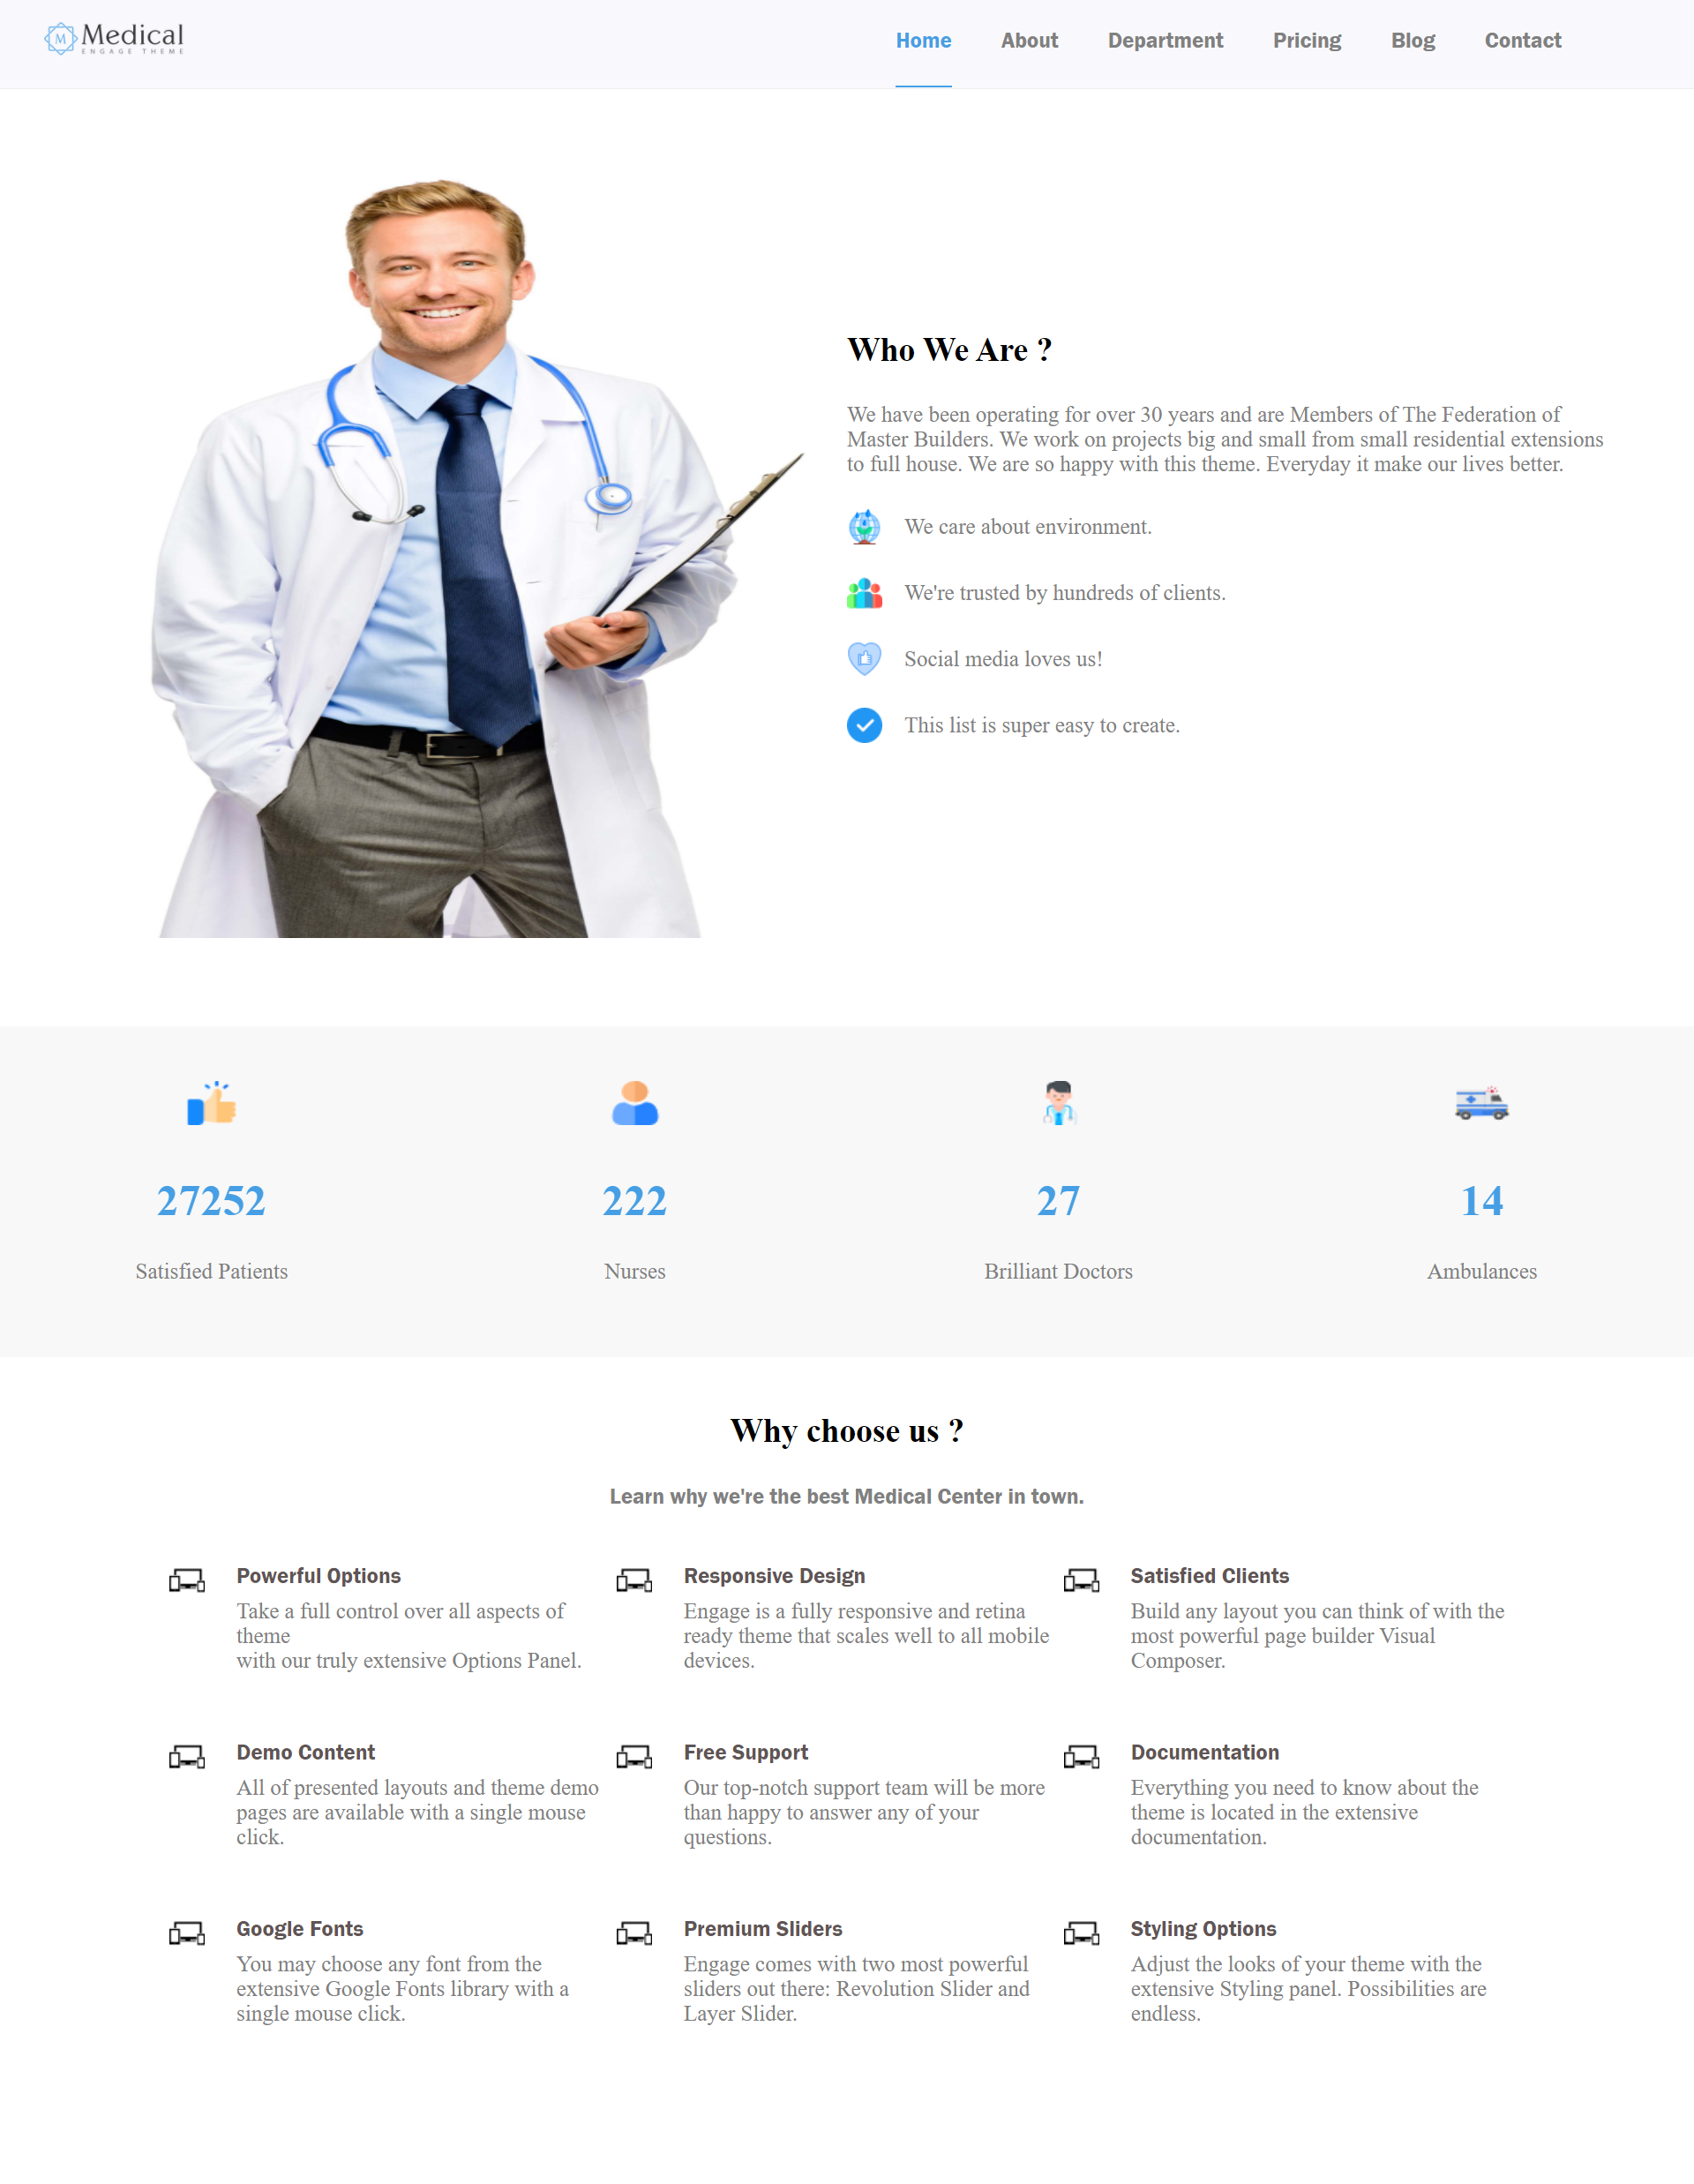 M Medical
ENGAGE THEME
Home About Department Pricing Blog Contact
Who We Are ?
We have been operating for over 30 years and are Members of The Federation of
Master Builders. We work on projects big and small from small residential extensions
to full house. We are so happy with this theme. Everyday it make our lives better.
We care about environment.
We're trusted by hundreds of clients.
Social media loves us!
This list is super easy to create.
27252
Satisfied Patients
222
Nurses
27
Brilliant Doctors
14
Ambulances
Why choose us ?
Learn why we're the best Medical Center in town.
Powerful Options
Take a full control over all aspects of
theme
with our truly extensive Options Panel.
Responsive Design
Engage is a fully responsive and retina
ready theme that scales well to all mobile
devices.
Satisfied Clients
Build any layout you can think of with the
most powerful page builder Visual
Composer.
Demo Content
All of presented layouts and theme demo
pages are available with a single mouse
click.
Free Support
Our top-notch support team will be more
than happy to answer any of your
questions.
Documentation
Everything you need to know about the
theme is located in the extensive
documentation.
Google Fonts
You may choose any font from the
extensive Google Fonts library with a
single mouse click.
Premium Sliders
Engage comes with two most powerful
sliders out there: Revolution Slider and
Layer Slider.
Styling Options
Adjust the looks of your theme with the
extensive Styling panel. Possibilities are
endless.